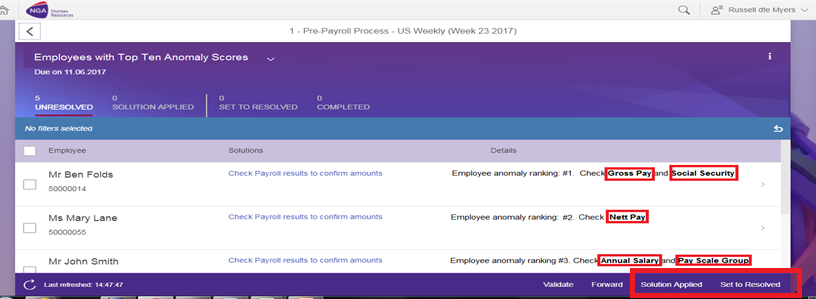 NGA Human Resources
Russell dte Myers
1 - Pre-Payroll Process - US Weekly (Week 23.2017)
Employees with Top Ten Anomaly Scores
Due on 11.06.2017
5 0 0 0
UNRESOLVED SOLUTION APPLIED SET TO RESOLVED COMPLETED
No filters selected
Employee Solutions Details
Mr Ben Folds Check Payroll results to confirm amounts Employee anomaly ranking: #1. Check Gross Pay and Social Security
50000014
Ms Mary Lane Check Payroll results to confirm amounts Employee anomaly ranking: #2. Check Nett Pay
50000055
Mr John Smith Check Payroll results to confirm amounts Employee anomaly ranking #3. Check Annual Salary and Pay Scale Group
Last refreshed: 14:47:47 Validate Forward Solution Applied Set to Resolved